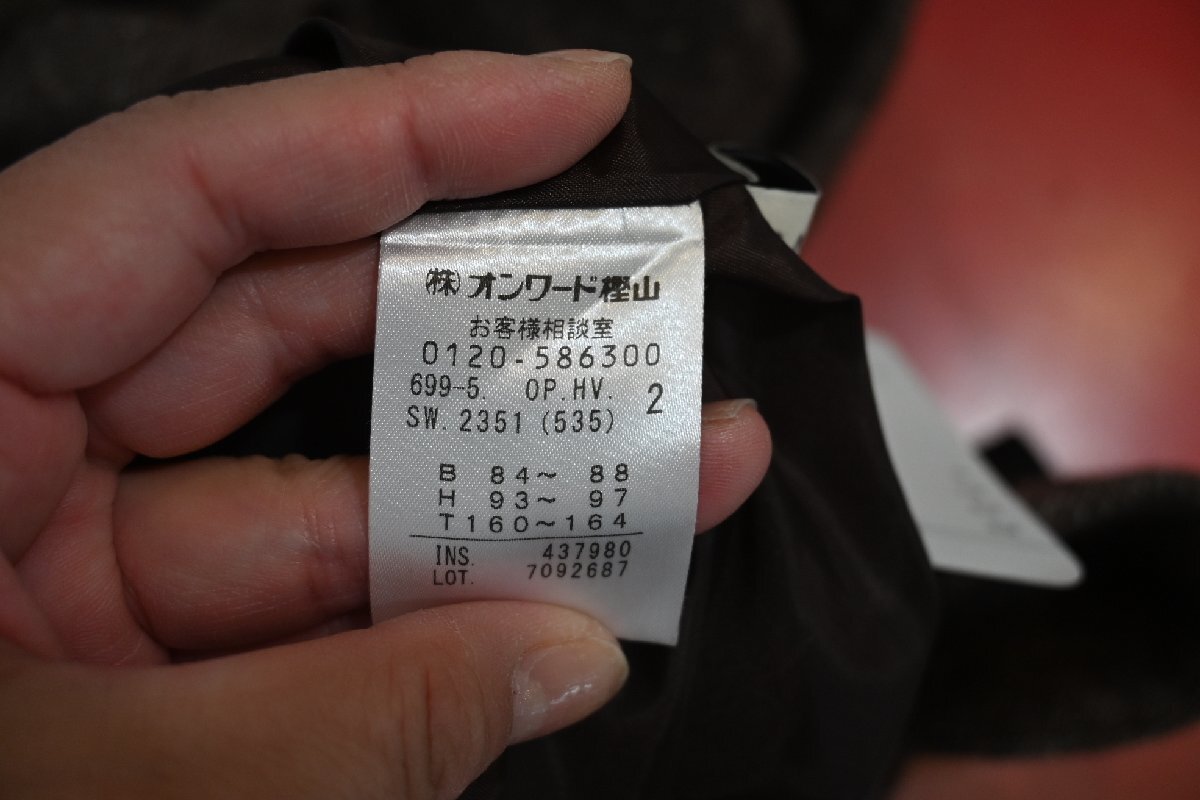 (株)オンワード樫山
お客様相談室
0120-586300
699-5. OP.HV. 2
SW. 2351 (535)
B 84～ 88
H 93～ 97
T160～164
INS. 437980
LOT. 7092687